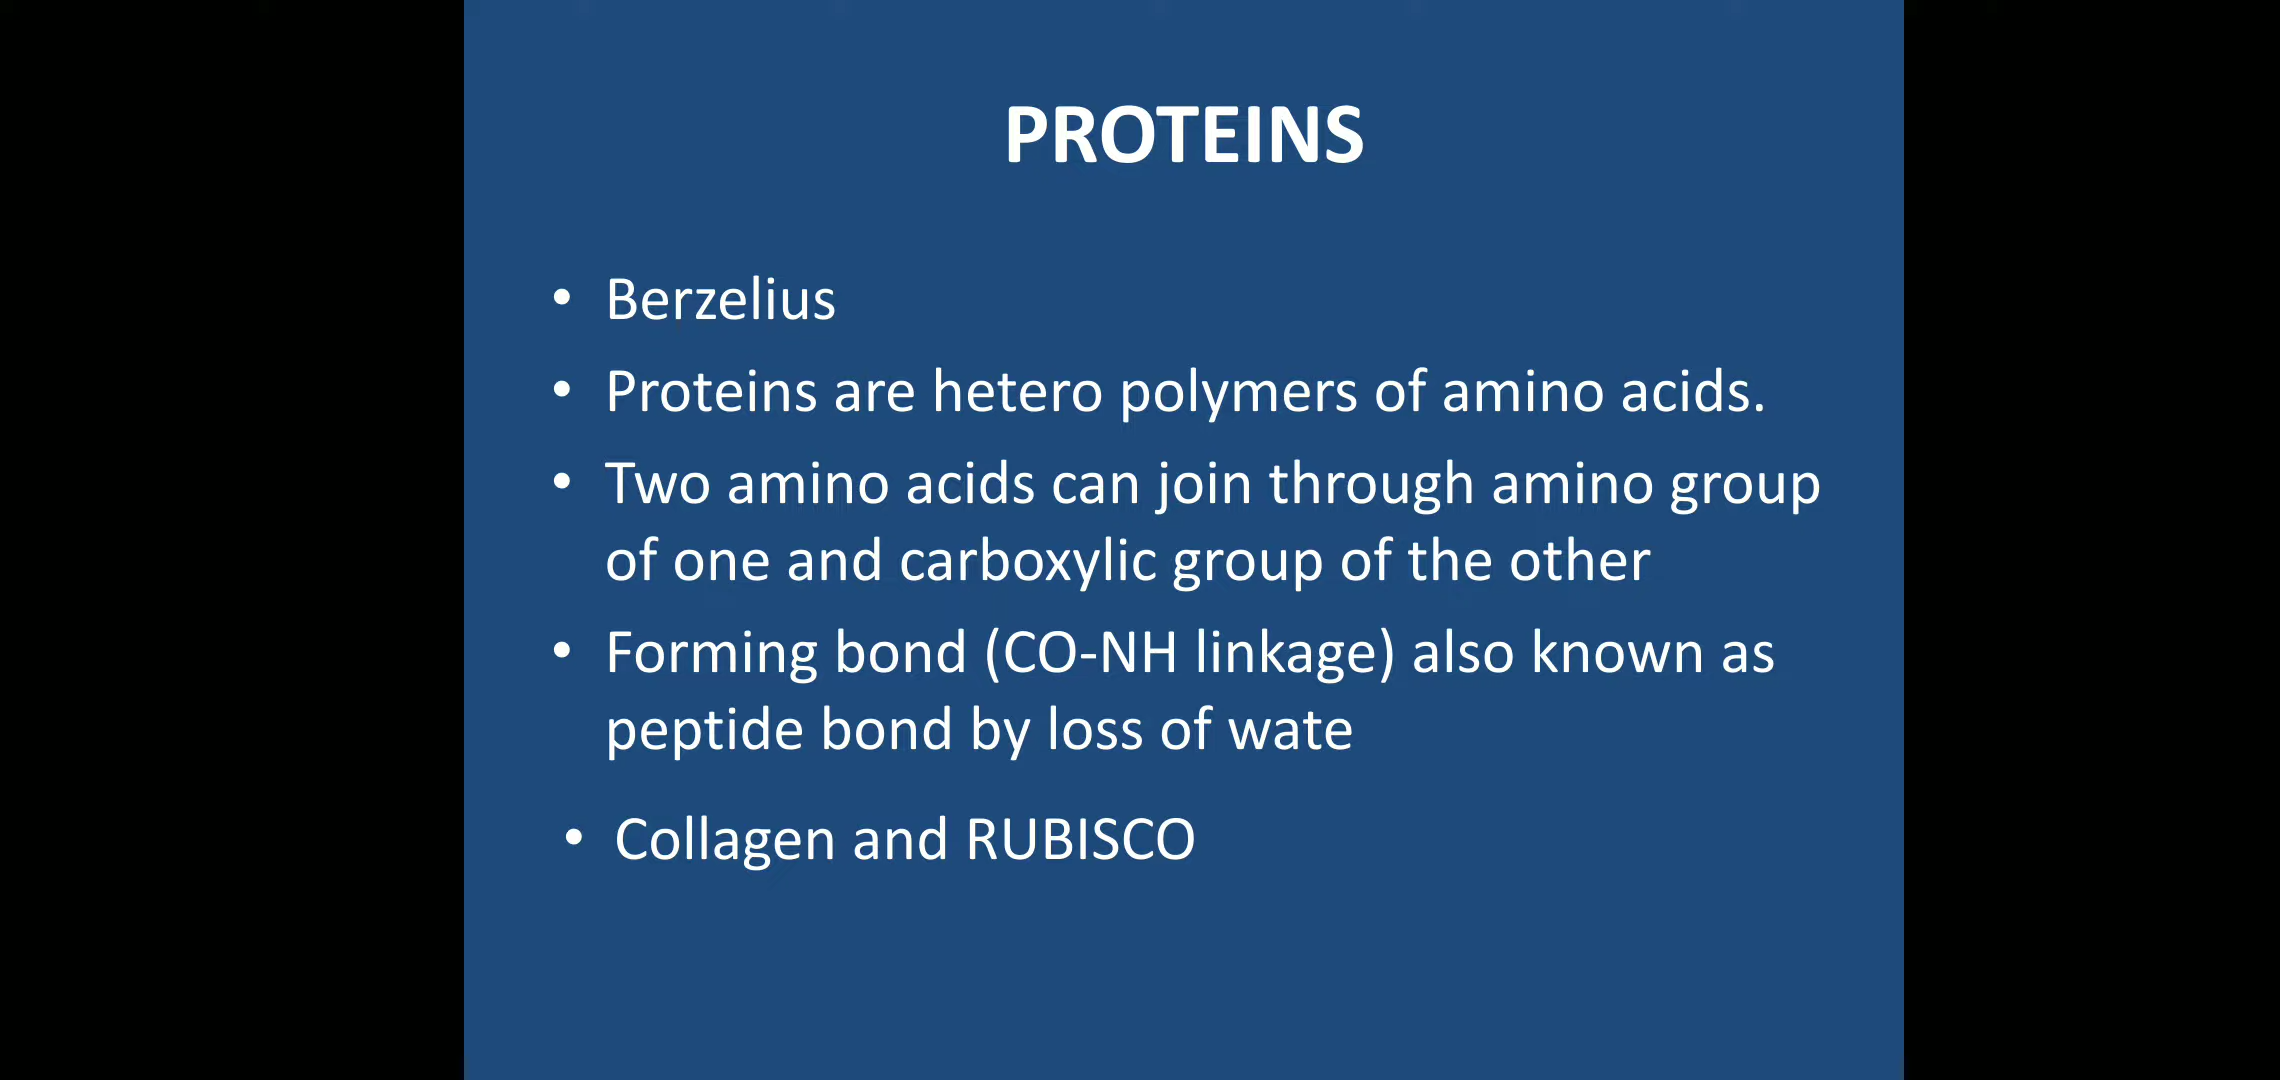 PROTEINS
• Berzelius
• Proteins are hetero polymers of amino acids.
• Two amino acids can join through amino group
of one and carboxylic group of the other
• Forming bond (CO-NH linkage) also known as
peptide bond by loss of wate
• Collagen and RUBISCO